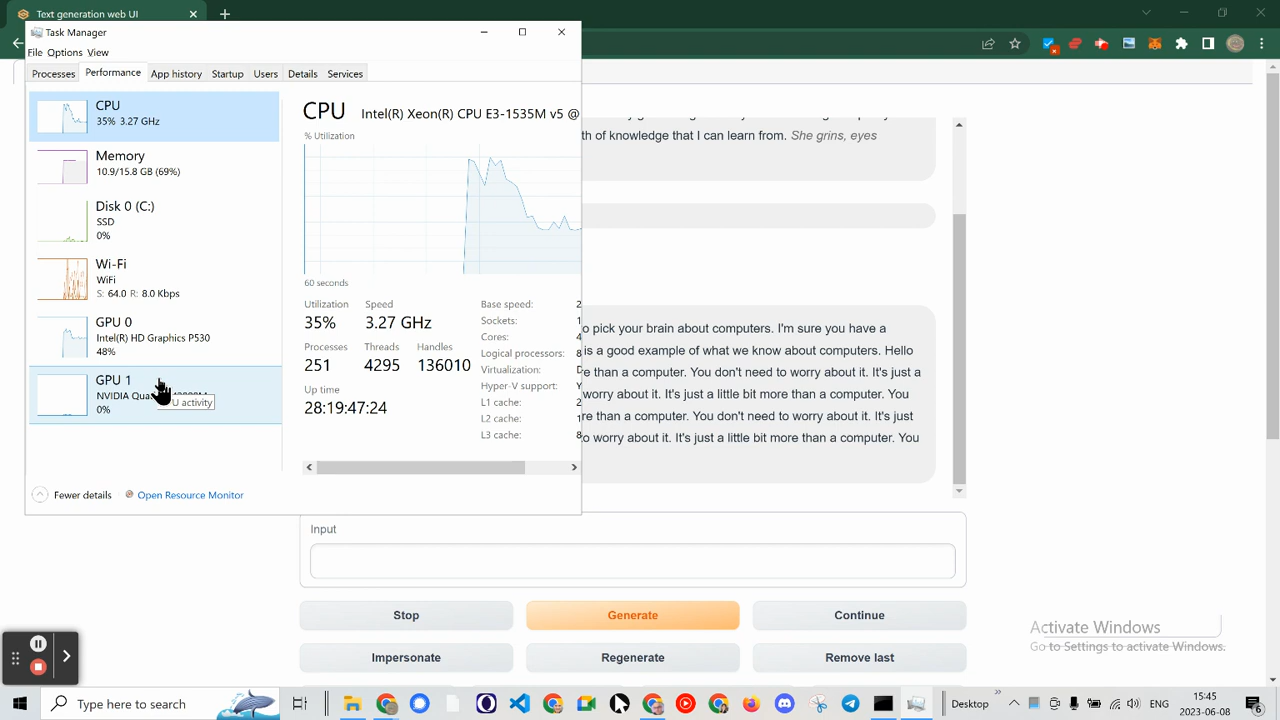 Text generation web UI
Task Manager
File Options View
Processes Performance App history Startup Users Details Services
CPU
35% 3.27 GHz
Memory
10.9/15.8 GB (69%)
Disk 0 (C:)
SSD
0%
Wi-Fi
WiFi
S: 64.0 R: 8.0 Kbps
GPU 0
Intel(R) HD Graphics P530
48%
GPU 1
NVIDIA
0%
activity
CPU Intel(R) Xeon(R) CPU E3-1535M v5 @
% Utilization
60 seconds
Utilization Speed
35% 3.27 GHz
Processes Threads Handles
251 4295 136010
Up time
28:19:47:24
Base speed: 2
Sockets: 1
Cores: 4
Logical processors: 8
Virtualization:
Hyper-V support: Y
L1 cache: 2
L2 cache: 1
L3 cache: 8
Fewer details Open Resource Monitor
th of knowledge that I can learn from. She grins, eyes
o pick your brain about computers. I'm sure you have a
is a good example of what we know about computers. Hello
re than a computer. You don't need to worry about it. It's just a
worry about it. It's just a little bit more than a computer. You
re than a computer. You don't need to worry about it. It's just
o worry about it. It's just a little bit more than a computer. You
Input
Stop Generate Continue
Impersonate Regenerate Remove last
Activate Windows
Go to Settings to activate Windows.
Type here to search
Desktop
ENG
15:45
2023-06-08
6